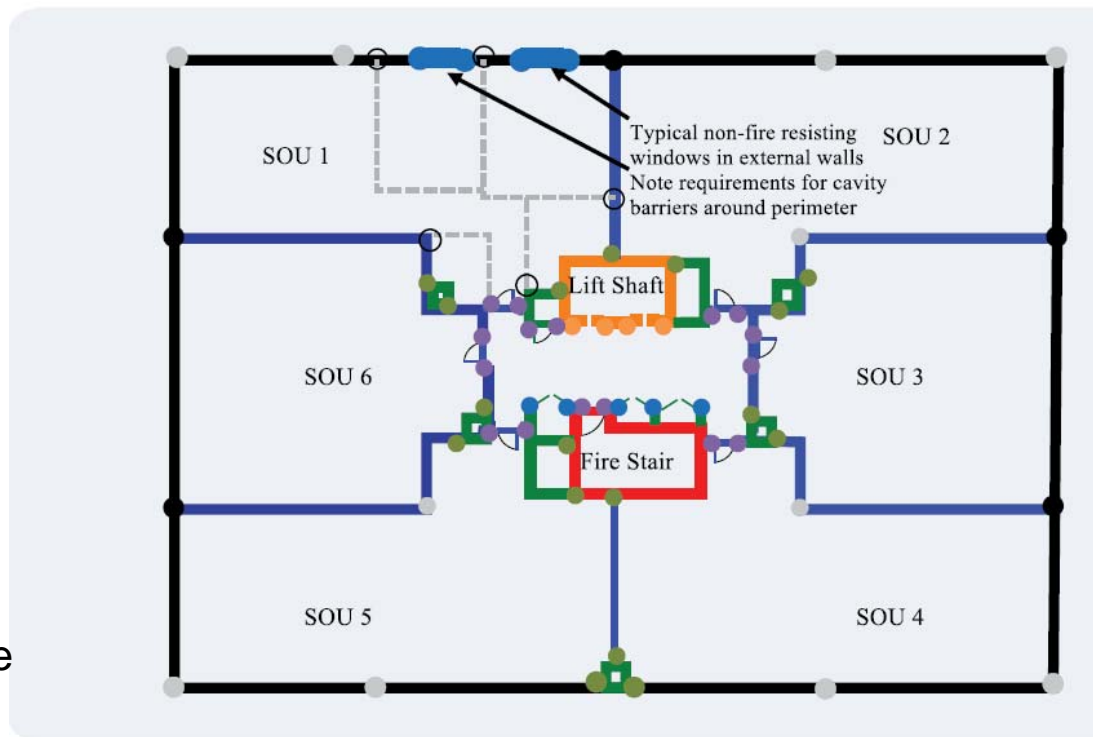 Typical non-fire resisting
windows in external walls
Note requirements for cavity
barriers around perimeter
SOU 1
SOU 2
Lift Shaft
SOU 6
SOU 3
Fire Stair
SOU 5
SOU 4
e